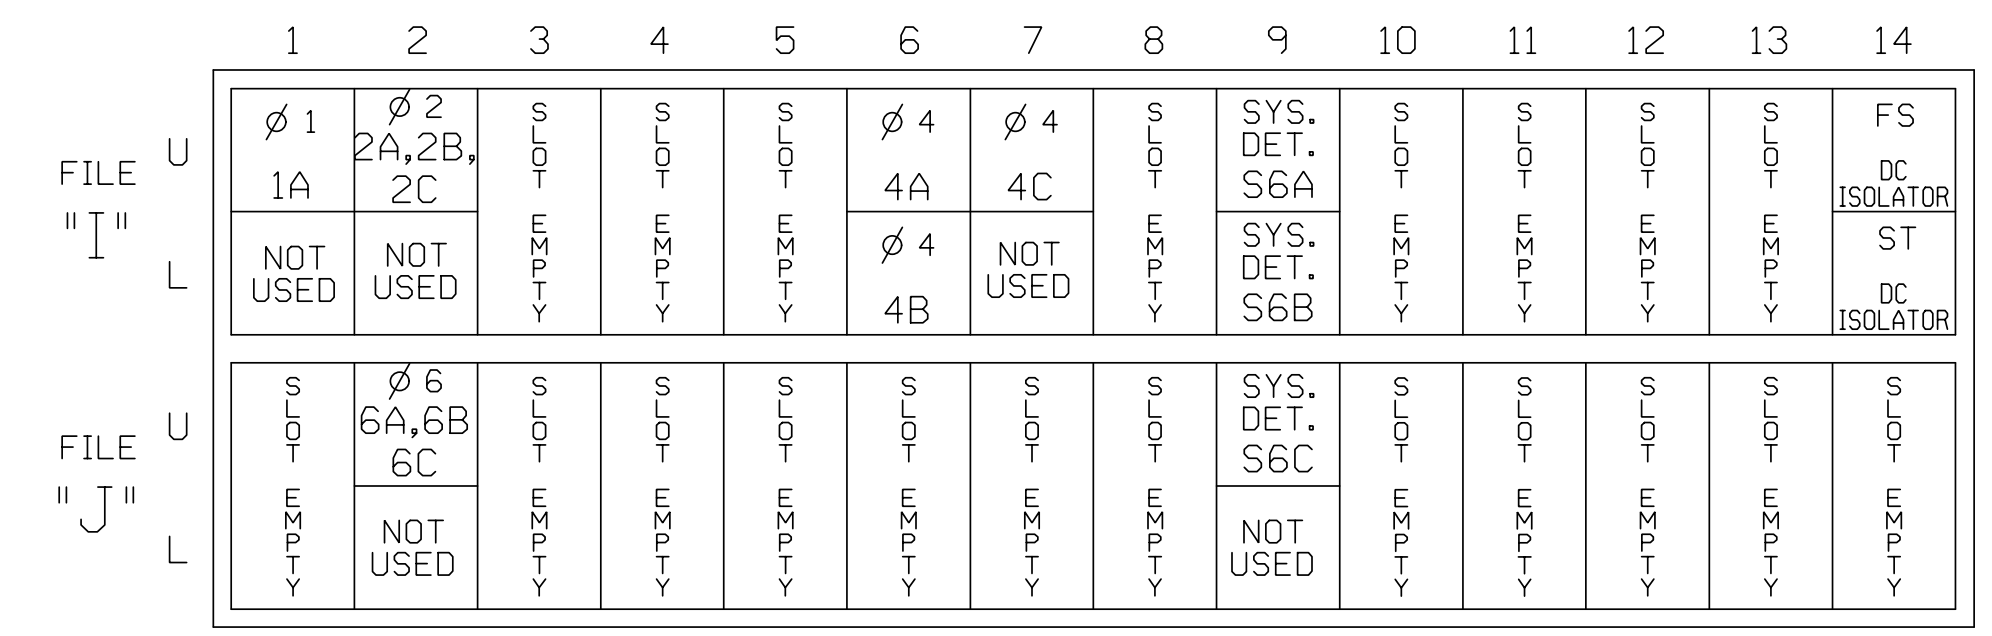 1 2 3 4 5 6 7 8 9 10 11 12 13 14
FILE "I"
U
L
Ø 1
1A
NOT
USED
Ø 2
2A,2B,
2C
NOT
USED
SLOT EMPTY
SLOT EMPTY
SLOT EMPTY
Ø 4
4A
Ø 4
4B
Ø 4
4C
NOT
USED
SLOT EMPTY
SYS.
DET.
S6A
SYS.
DET.
S6B
SLOT EMPTY
SLOT EMPTY
SLOT EMPTY
SLOT EMPTY
FS
DC
ISOLATOR
ST
DC
ISOLATOR
FILE "J"
U
L
SLOT EMPTY
Ø 6
6A,6B
6C
NOT
USED
SLOT EMPTY
SLOT EMPTY
SLOT EMPTY
SLOT EMPTY
SLOT EMPTY
SLOT EMPTY
SYS.
DET.
S6C
NOT
USED
SLOT EMPTY
SLOT EMPTY
SLOT EMPTY
SLOT EMPTY
SLOT EMPTY